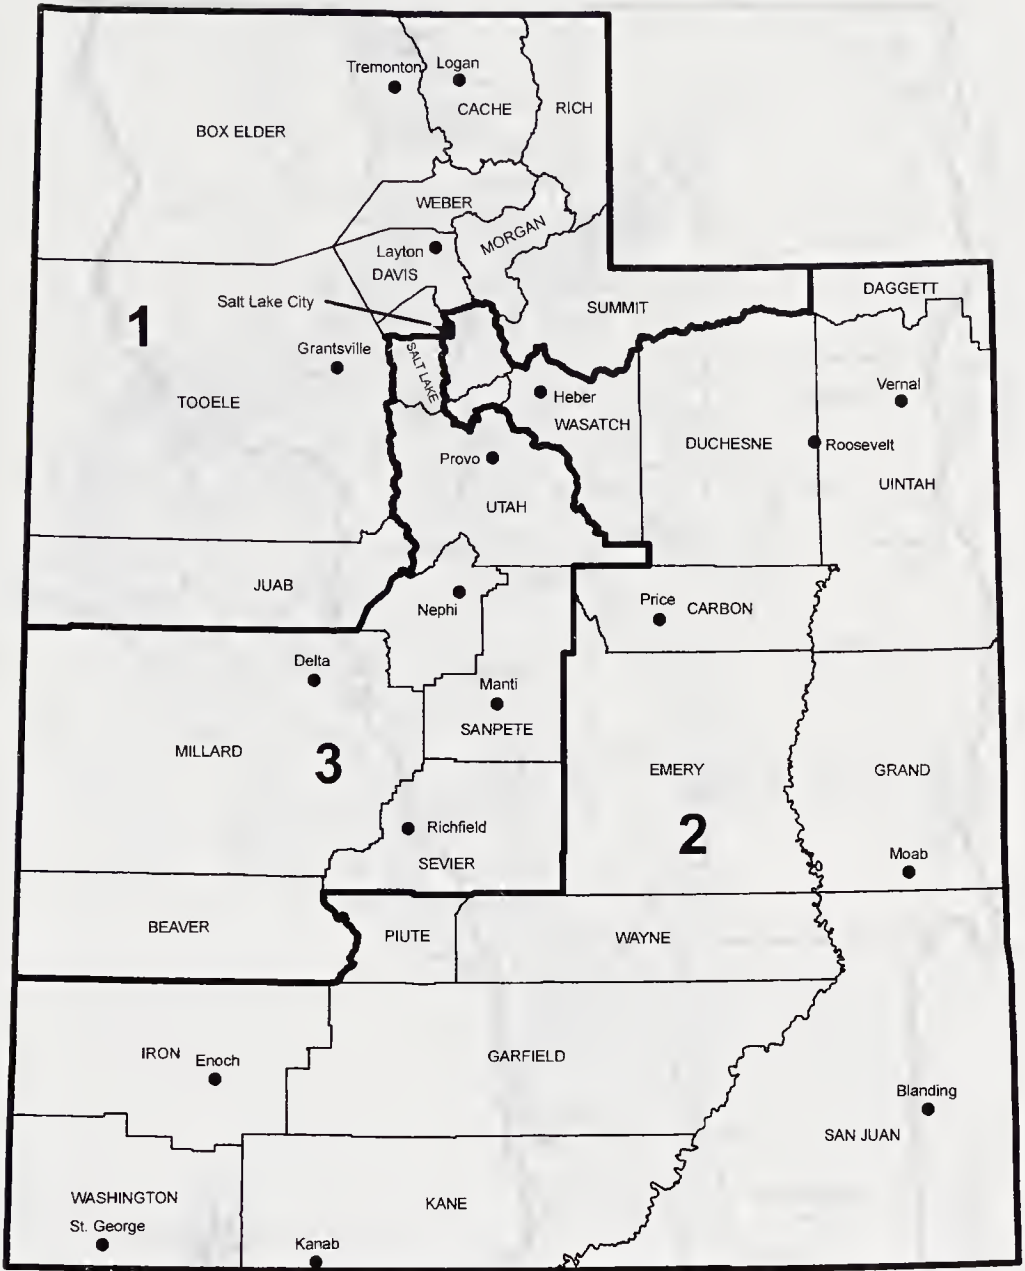 Tremonton
Logan
CACHE
RICH
BOX ELDER
WEBER
MORGAN
Layton
DAVIS
Salt Lake City
SUMMIT
DAGGETT
1
Grantsville
SALT LAKE
TOOELE
Heber
WASATCH
Vernal
DUCHESNE
Roosevelt
UINTAH
Provo
UTAH
JUAB
Nephi
Price
CARBON
Delta
Manti
SANPETE
MILLARD
3
EMERY
GRAND
2
Richfield
SEVIER
Moab
BEAVER
PIUTE
WAYNE
IRON
Enoch
GARFIELD
Blanding
SAN JUAN
WASHINGTON
St. George
KANE
Kanab